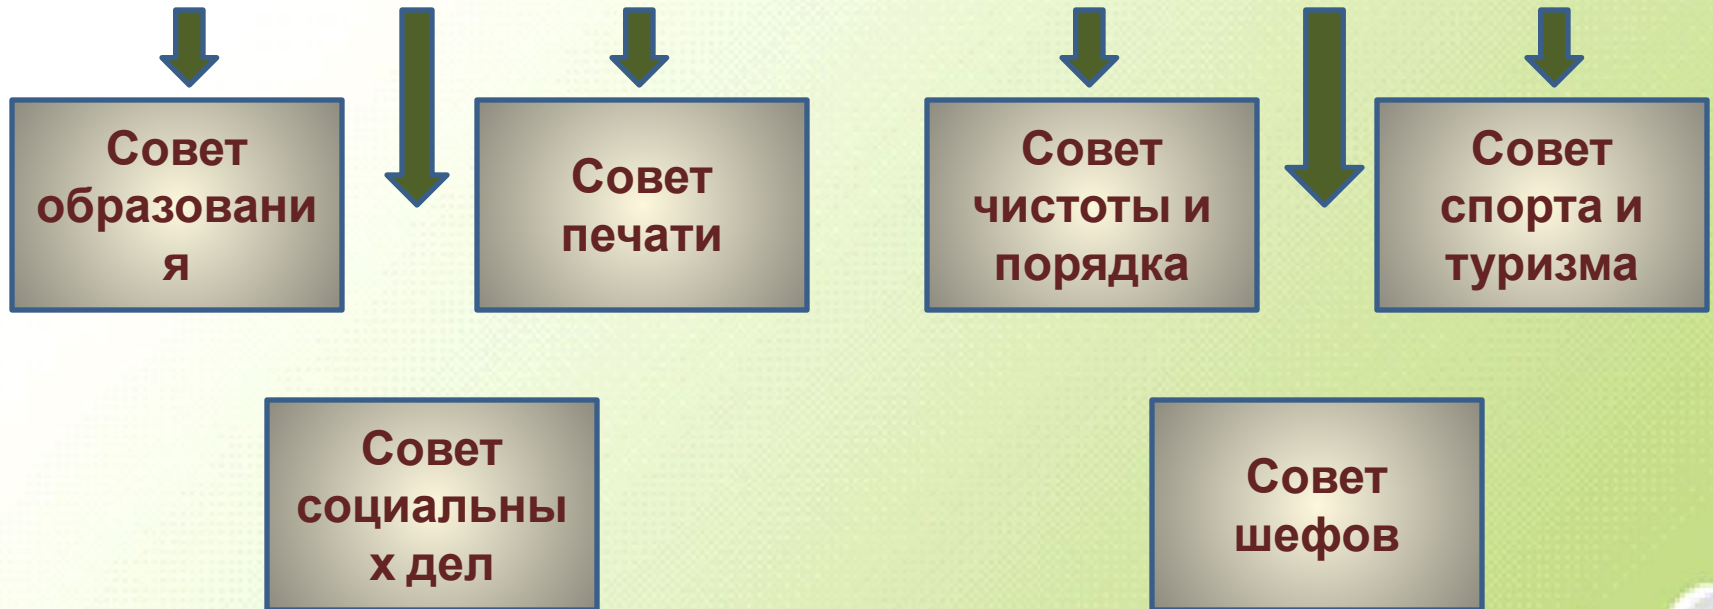 Совет
образовани
я
Совет
печати
Совет
чистоты и
порядка
Совет
спорта и
туризма
Совет
социальны
х дел
Совет
шефов